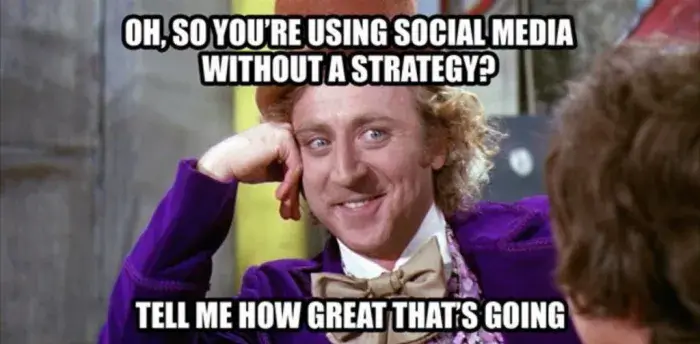 OH, SO YOU'RE USING SOCIAL MEDIA
WITHOUT A STRATEGY?
TELL ME HOW GREAT THAT'S GOING